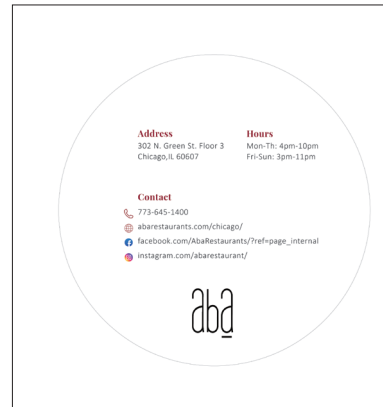 Address
302 N. Green St. Floor 3
Chicago,IL 60607
Hours
Mon-Th: 4pm-10pm
Fri-Sun: 3pm-11pm
Contact
773-645-1400
abarestaurants.com/chicago/
facebook.com/AbaRestaurants/?ref=page_internal
instagram.com/abarestaurant/
aba